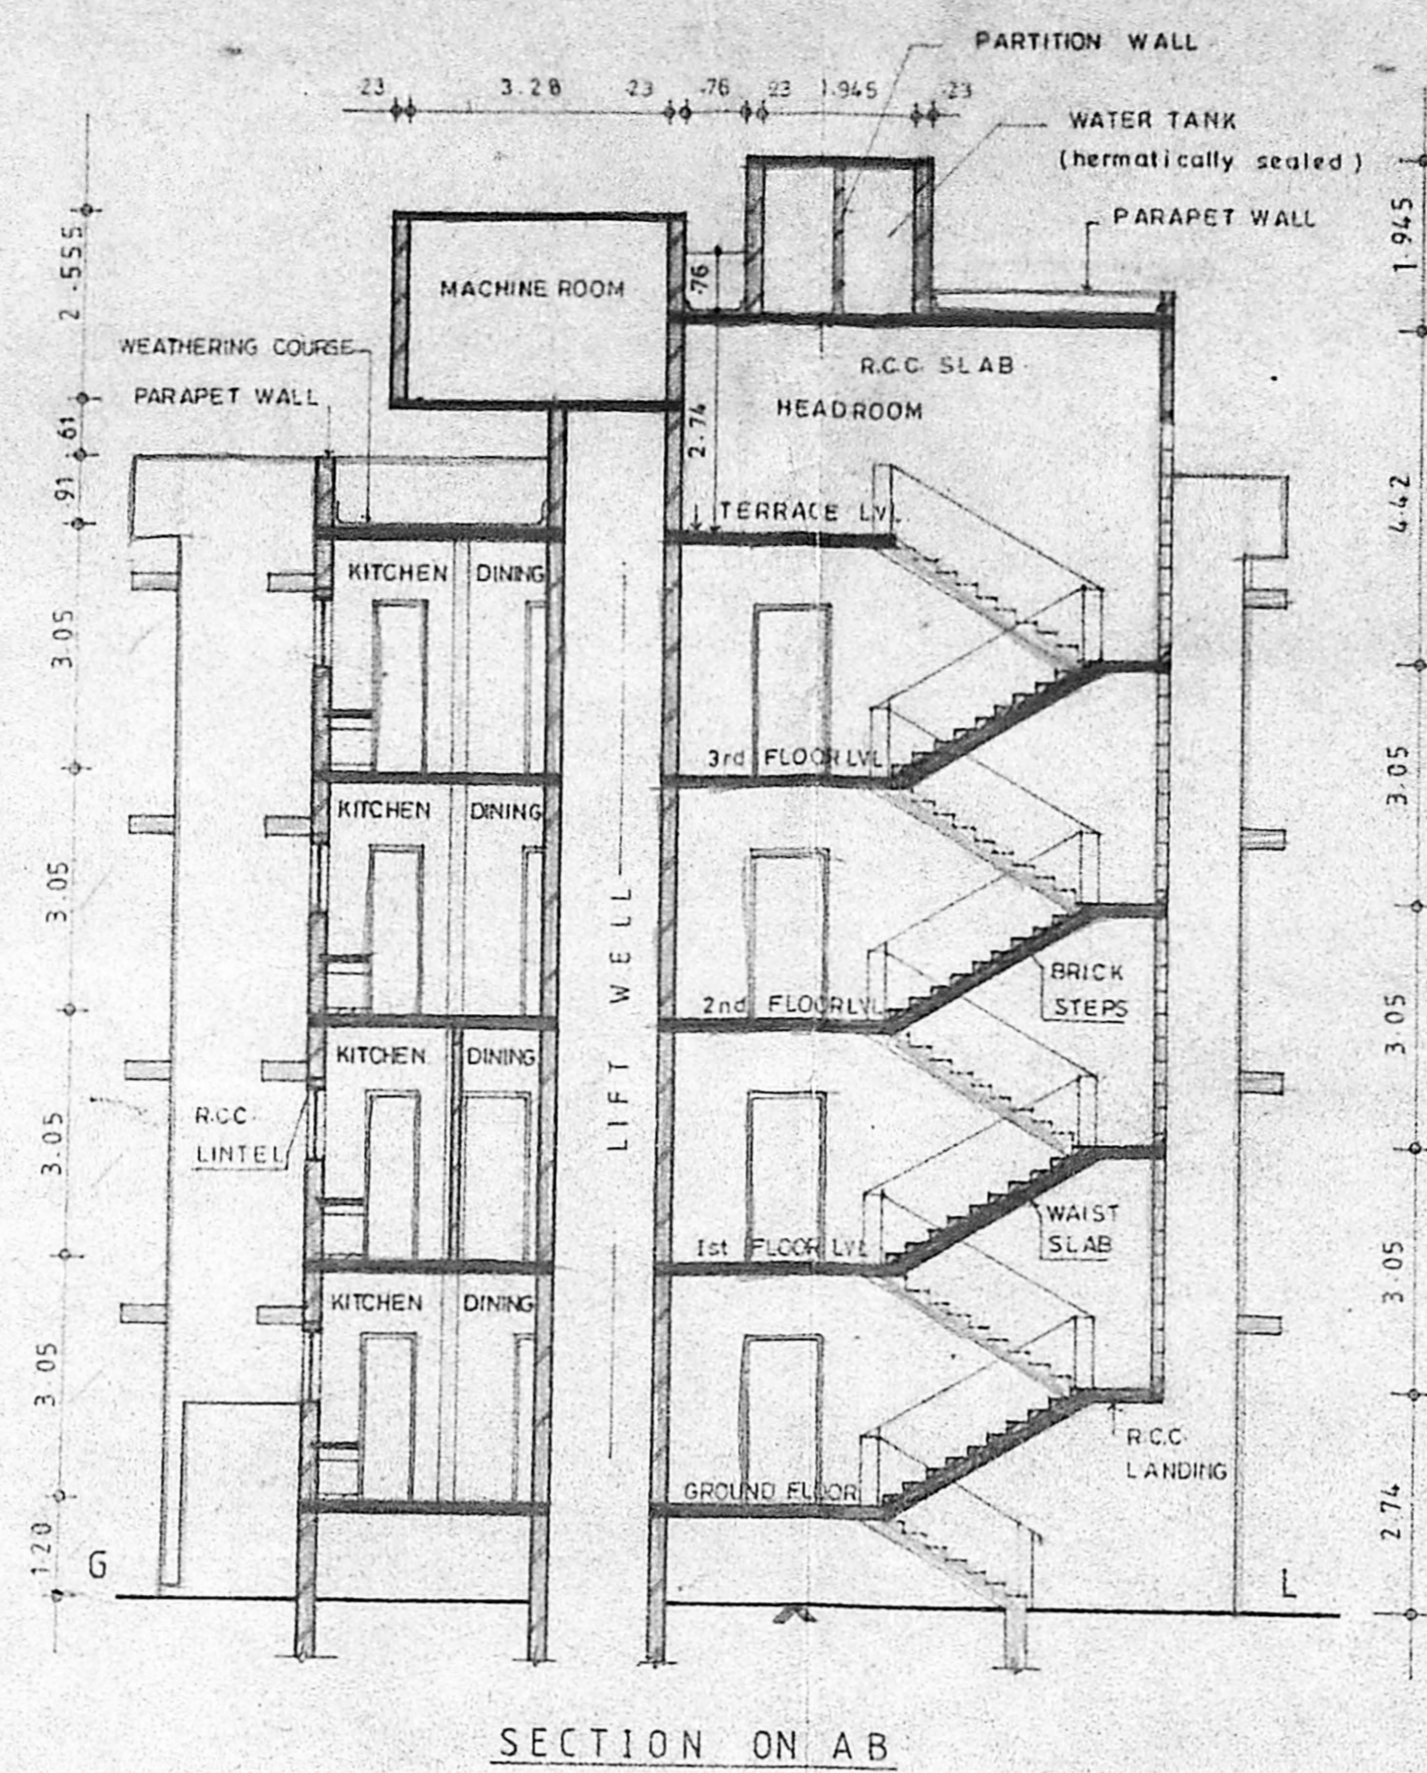 PARTITION WALL
23 3.28 23 .76 23 1.945 .23
WATER TANK
(hermatically sealed)
PARAPET WALL
1.945
2.555
MACHINE ROOM
.76
WEATHERING COURSE
R.C.C. SLAB
PARAPET WALL
HEADROOM
.61
2.74
.91
TERRACE LVL
4.42
KITCHEN DINING
3.05
3rd FLOOR LVL
3.05
KITCHEN DINING
3.05
LIFT WELL
BRICK
STEPS
2nd FLOOR LVL
3.05
KITCHEN DINING
R.C.C.
LINTEL
3.05
WAIST
SLAB
1st FLOOR LVL
3.05
KITCHEN DINING
3.05
R.C.C.
LANDING
GROUND FLOOR
2.74
1.20
G L
SECTION ON AB